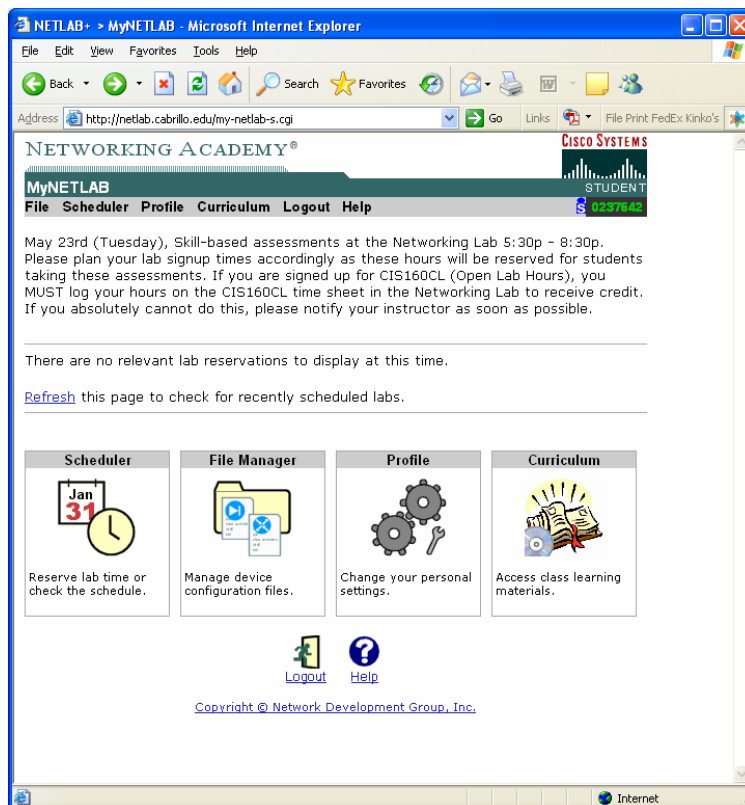 NETLAB+ > MyNETLAB - Microsoft Internet Explorer
File Edit View Favorites Tools Help
Back Search Favorites
Address http://netlab.cabrillo.edu/my-netlab-s.cgi Go Links File Print FedEx Kinko's
NETWORKING ACADEMY®
CISCO SYSTEMS
MyNETLAB
STUDENT
File Scheduler Profile Curriculum Logout Help
S 0237642
May 23rd (Tuesday), Skill-based assessments at the Networking Lab 5:30p - 8:30p.
Please plan your lab signup times accordingly as these hours will be reserved for students
taking these assessments. If you are signed up for CIS160CL (Open Lab Hours), you
MUST log your hours on the CIS160CL time sheet in the Networking Lab to receive credit.
If you absolutely cannot do this, please notify your instructor as soon as possible.
There are no relevant lab reservations to display at this time.
Refresh this page to check for recently scheduled labs.
Scheduler
Jan
31
Reserve lab time or
check the schedule.
File Manager
Manage device
configuration files.
Profile
Change your personal
settings.
Curriculum
Access class learning
materials.
Logout Help
Copyright © Network Development Group, Inc.
Internet